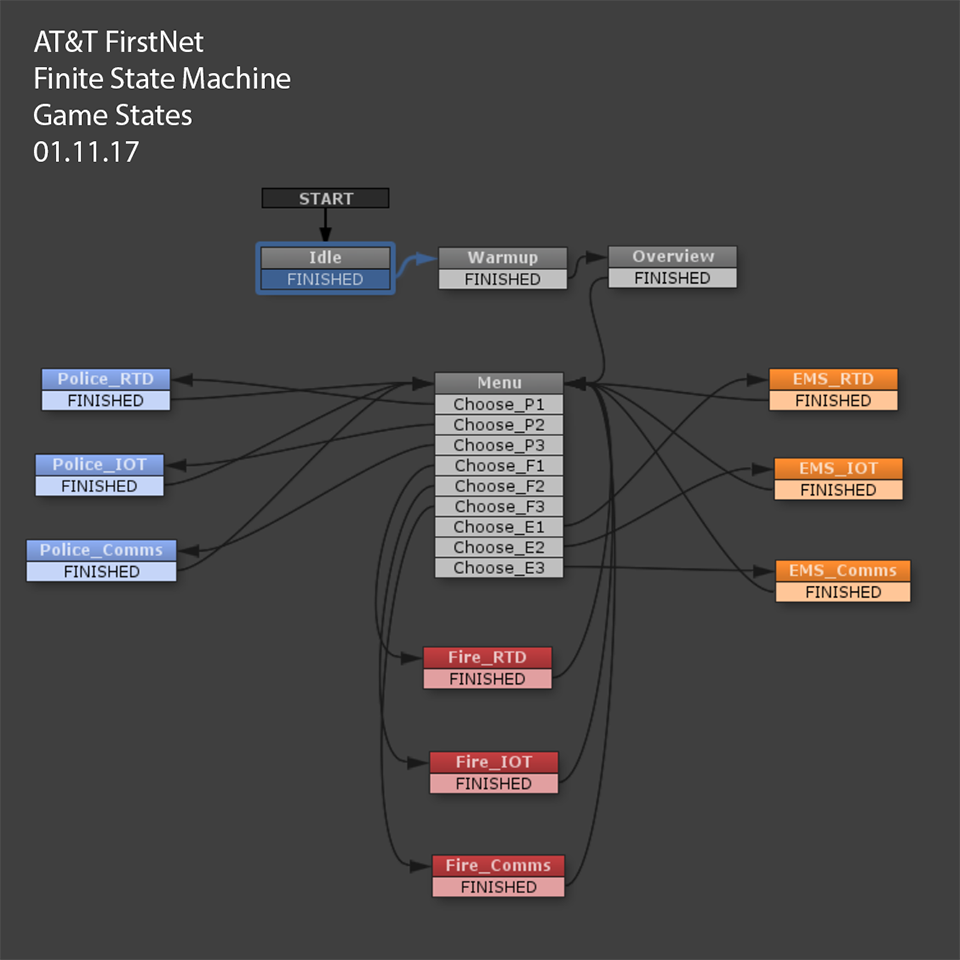 AT&T FirstNet
Finite State Machine
Game States
01.11.17
START
Idle
FINISHED
Warmup
FINISHED
Overview
FINISHED
Police_RTD
FINISHED
Police_IOT
FINISHED
Police_Comms
FINISHED
Menu
Choose_P1
Choose_P2
Choose_P3
Choose_F1
Choose_F2
Choose_F3
Choose_E1
Choose_E2
Choose_E3
EMS_RTD
FINISHED
EMS_IOT
FINISHED
EMS_Comms
FINISHED
Fire_RTD
FINISHED
Fire_IOT
FINISHED
Fire_Comms
FINISHED